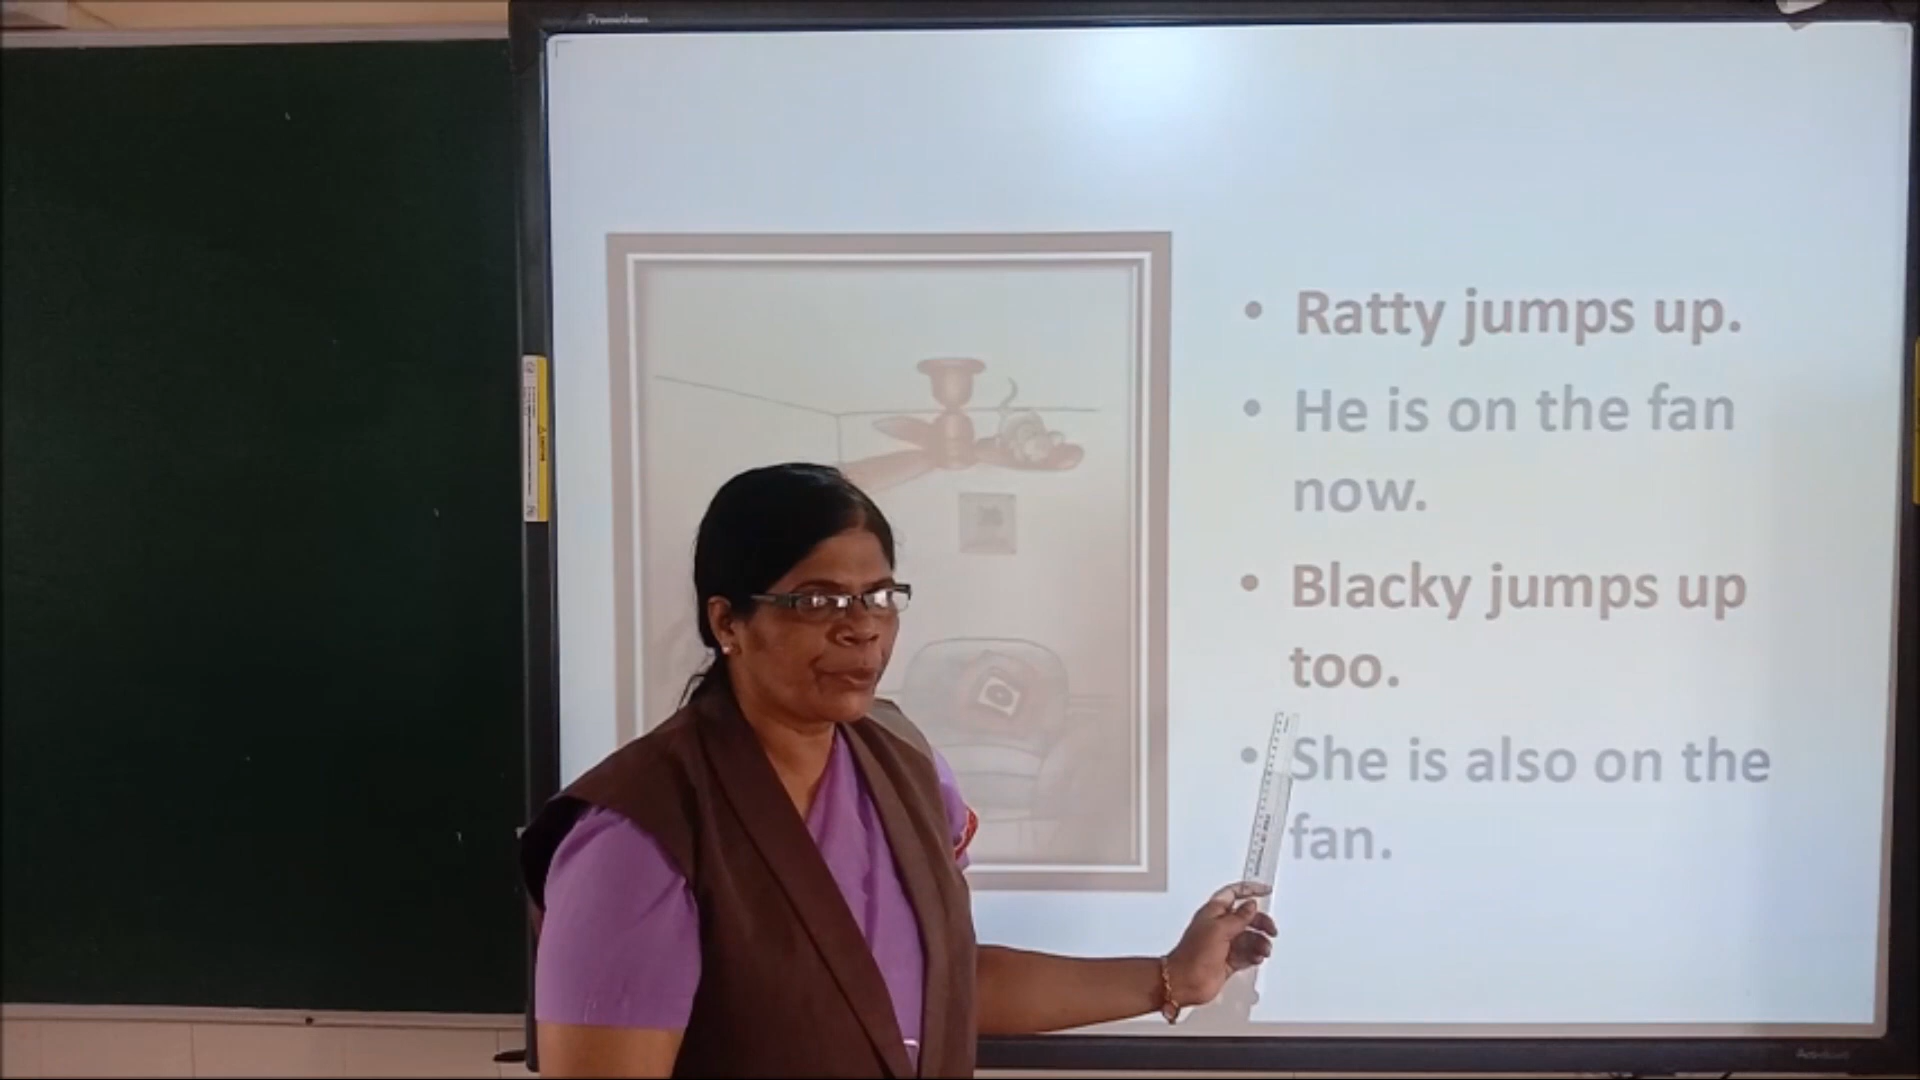 Promethean
• Ratty jumps up.
• He is on the fan
now.
• Blacky jumps up
too.
• She is also on the
fan.